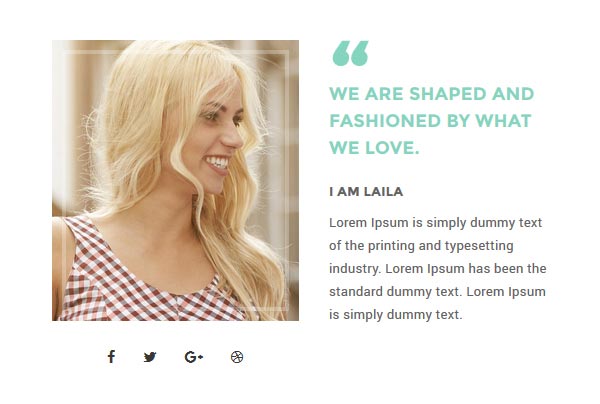 WE ARE SHAPED AND
FASHIONED BY WHAT
WE LOVE.
I AM LAILA
Lorem Ipsum is simply dummy text
of the printing and typesetting
industry. Lorem Ipsum has been the
standard dummy text. Lorem Ipsum
is simply dummy text.